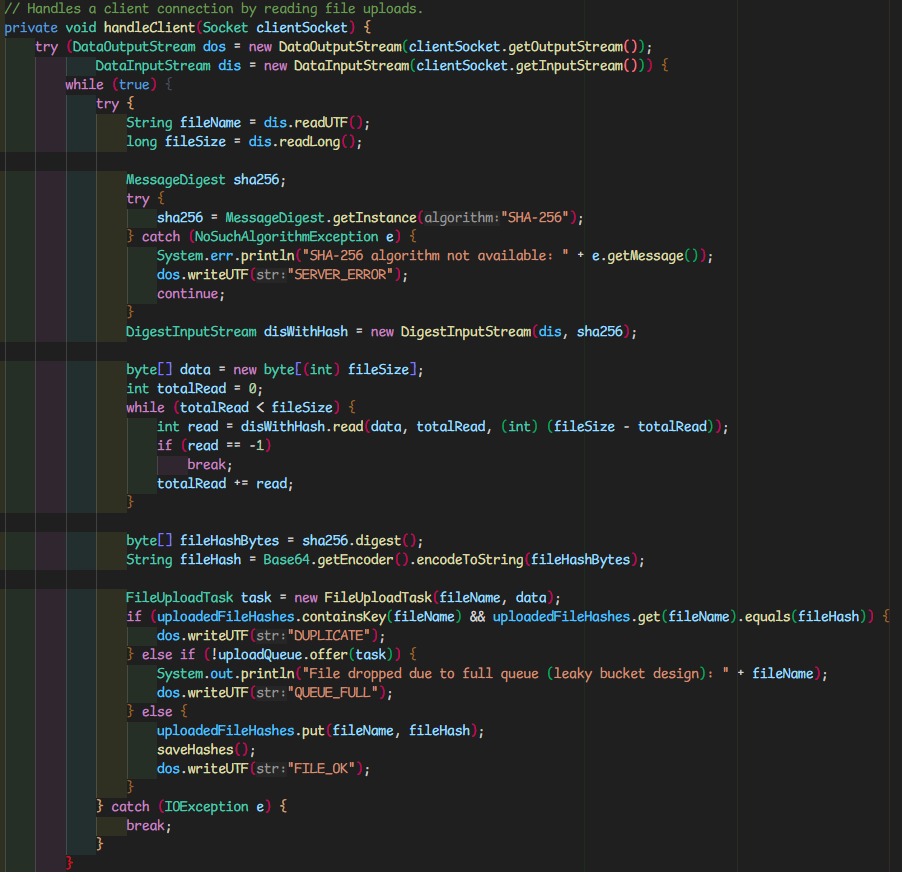 // Handles a client connection by reading file uploads.
private void handleClient(Socket clientSocket) {
try (DataOutputStream dos = new DataOutputStream(clientSocket.getOutputStream());
DataInputStream dis = new DataInputStream(clientSocket.getInputStream())) {
while (true) {
try {
String fileName = dis.readUTF();
long fileSize = dis.readLong();
MessageDigest sha256;
try {
sha256 = MessageDigest.getInstance(algorithm:"SHA-256");
} catch (NoSuchAlgorithmException e) {
System.err.println("SHA-256 algorithm not available: " + e.getMessage());
dos.writeUTF(str:"SERVER_ERROR");
continue;
}
DigestInputStream disWithHash = new DigestInputStream(dis, sha256);
byte[] data = new byte[(int) fileSize];
int totalRead = 0;
while (totalRead < fileSize) {
int read = disWithHash.read(data, totalRead, (int) (fileSize - totalRead));
if (read == -1)
break;
totalRead += read;
}
byte[] fileHashBytes = sha256.digest();
String fileHash = Base64.getEncoder().encodeToString(fileHashBytes);
FileUploadTask task = new FileUploadTask(fileName, data);
if (uploadedFileHashes.containsKey(fileName) && uploadedFileHashes.get(fileName).equals(fileHash)) {
dos.writeUTF(str:"DUPLICATE");
} else if (!uploadQueue.offer(task)) {
System.out.println("File dropped due to full queue (leaky bucket design): " + fileName);
dos.writeUTF(str:"QUEUE_FULL");
} else {
uploadedFileHashes.put(fileName, fileHash);
saveHashes();
dos.writeUTF(str:"FILE_OK");
}
} catch (IOException e) {
break;
}
}